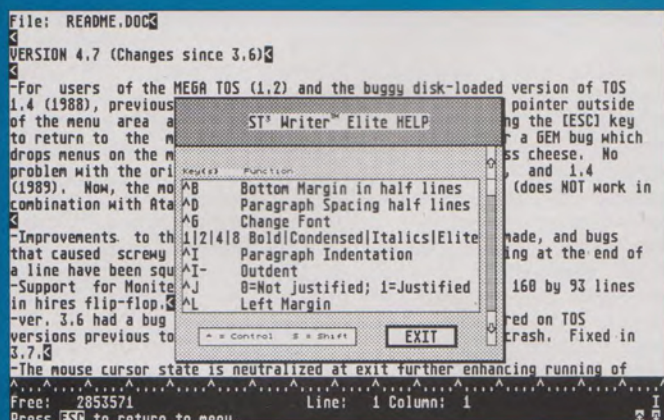 File: README.DOC
VERSION 4.7 (Changes since 3.6)
-For users of the MEGA TOS (1.2) and the buggy disk-loaded version of TOS
1.4 (1988), previous pointer outside
of the menu area a ng the [ESC] key
to return to the m r a GEM bug which
drops menus on the m ss cheese. No
problem with the ori , and 1.4
(1989). Now, the mo (does NOT work in
combination with Ata
-Improvements to th made, and bugs
that caused screwy ing at the end of
a line have been squ
-Support for Monite 160 by 93 lines
in hires flip-flop.
-ver. 3.6 had a bug red on TOS
versions previous to crash. Fixed in
3.7.
-The mouse cursor state is neutralized at exit further enhancing running of
ST³ Writer™ Elite HELP
Key(s) Function
^B Bottom Margin in half lines
^D Paragraph Spacing half lines
^G Change Font
1|2|4|8 Bold|Condensed|Italics|Elite
^I Paragraph Indentation
^I- Outdent
^J 0=Not justified; 1=Justified
^L Left Margin
^ = Control S = Shift EXIT
Free: 2853571 Line: 1 Column: 1 I
Press ESC to return to menu